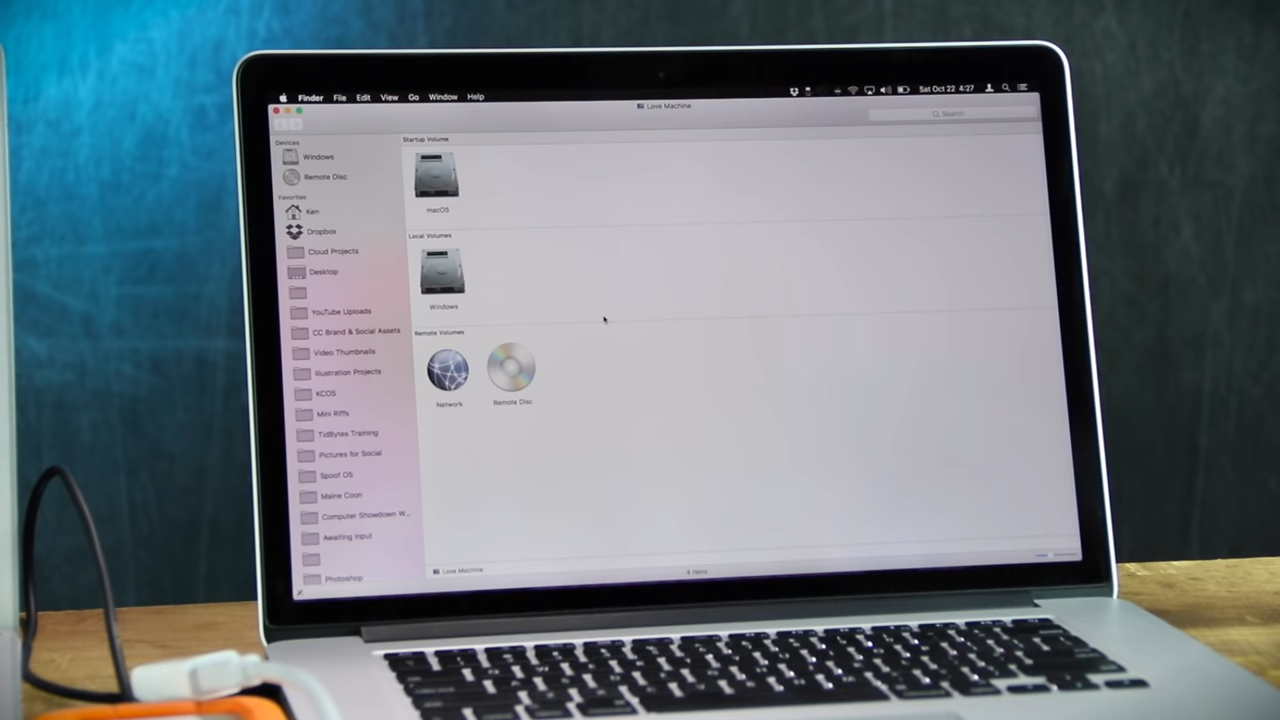 Finder File Edit View Go Window Help
Sat Oct 22 4:27
Love Machine
Search
Devices
Windows
Remote Disc
Favorites
Ken
Dropbox
Cloud Projects
Desktop
YouTube Uploads
CC Brand & Social Assets
Video Thumbnails
Illustration Projects
KCOS
Mini Riffs
TidBytes Training
Pictures for Social
Spoof OS
Maine Coon
Computer Showdown W...
Awaiting Input
Photoshop
Startup Volume
macOS
Local Volumes
Windows
Remote Volumes
Network
Remote Disc
Love Machine
4 items